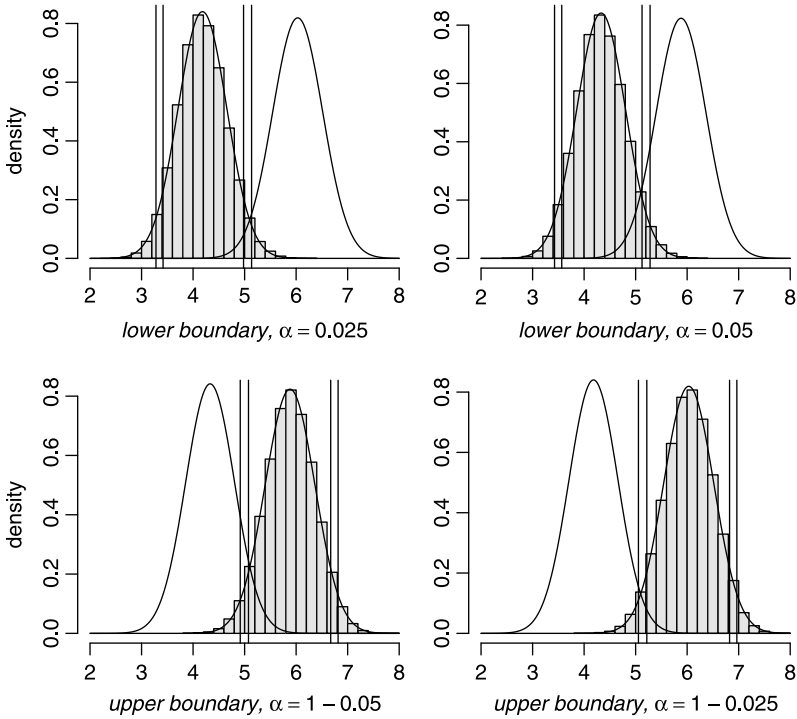 density
0.0 0.2 0.4 0.6 0.8
2 3 4 5 6 7 8
lower boundary, α = 0.025
0.0 0.2 0.4 0.6 0.8
2 3 4 5 6 7 8
lower boundary, α = 0.05
density
0.0 0.2 0.4 0.6 0.8
2 3 4 5 6 7 8
upper boundary, α = 1 − 0.05
0.0 0.2 0.4 0.6 0.8
2 3 4 5 6 7 8
upper boundary, α = 1 − 0.025